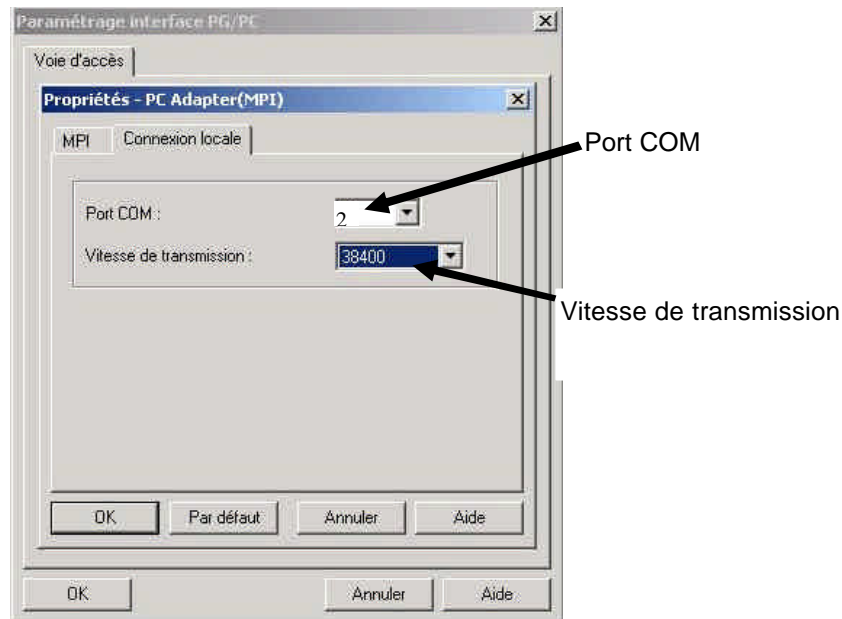 Paramétrage interface PG/PC
Voie d'accès
Propriétés - PC Adapter(MPI)
MPI Connexion locale
Port COM
Port COM : 2
Vitesse de transmission : 38400
Vitesse de transmission
OK Par défaut Annuler Aide
OK Annuler Aide